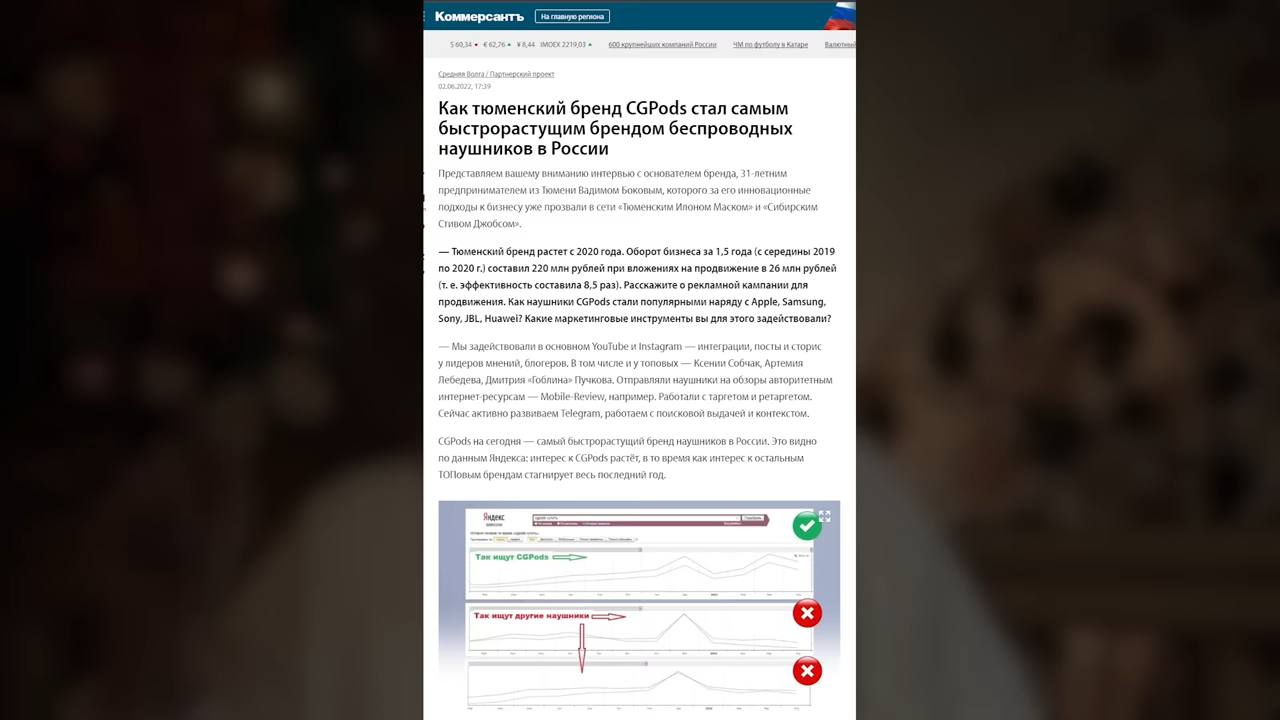 Коммерсантъ
На главную региона
$ 60,34 € 62,76 ¥ 8,44 IMOEX 2219,03 600 крупнейших компаний России ЧМ по футболу в Катаре Валютный
Средняя Волга / Партнерский проект
02.06.2022, 17:39
Как тюменский бренд CGPods стал самым
быстрорастущим брендом беспроводных
наушников в России
Представляем вашему вниманию интервью с основателем бренда, 31-летним
предпринимателем из Тюмени Вадимом Боковым, которого за его инновационные
подходы к бизнесу уже прозвали в сети «Тюменским Илоном Маском» и «Сибирским
Стивом Джобсом».
— Тюменский бренд растет с 2020 года. Оборот бизнеса за 1,5 года (с середины 2019
по 2020 г.) составил 220 млн рублей при вложениях на продвижение в 26 млн рублей
(т. е. эффективность составила 8,5 раз). Расскажите о рекламной кампании для
продвижения. Как наушники CGPods стали популярными наряду с Apple, Samsung,
Sony, JBL, Huawei? Какие маркетинговые инструменты вы для этого задействовали?
— Мы задействовали в основном YouTube и Instagram — интеграции, посты и сторис
у лидеров мнений, блогеров. В том числе и у топовых — Ксении Собчак, Артемия
Лебедева, Дмитрия «Гоблина» Пучкова. Отправляли наушники на обзоры авторитетным
интернет-ресурсам — Mobile-Review, например. Работали с таргетом и ретаргетом.
Сейчас активно развиваем Telegram, работаем с поисковой выдачей и контекстом.
CGPods на сегодня — самый быстрорастущий бренд наушников в России. Это видно
по данным Яндекса: интерес к CGPods растёт, в то время как интерес к остальным
ТОПовым брендам стагнирует весь последний год.
Яндекс
Так ищут CGPods
Так ищут другие наушники